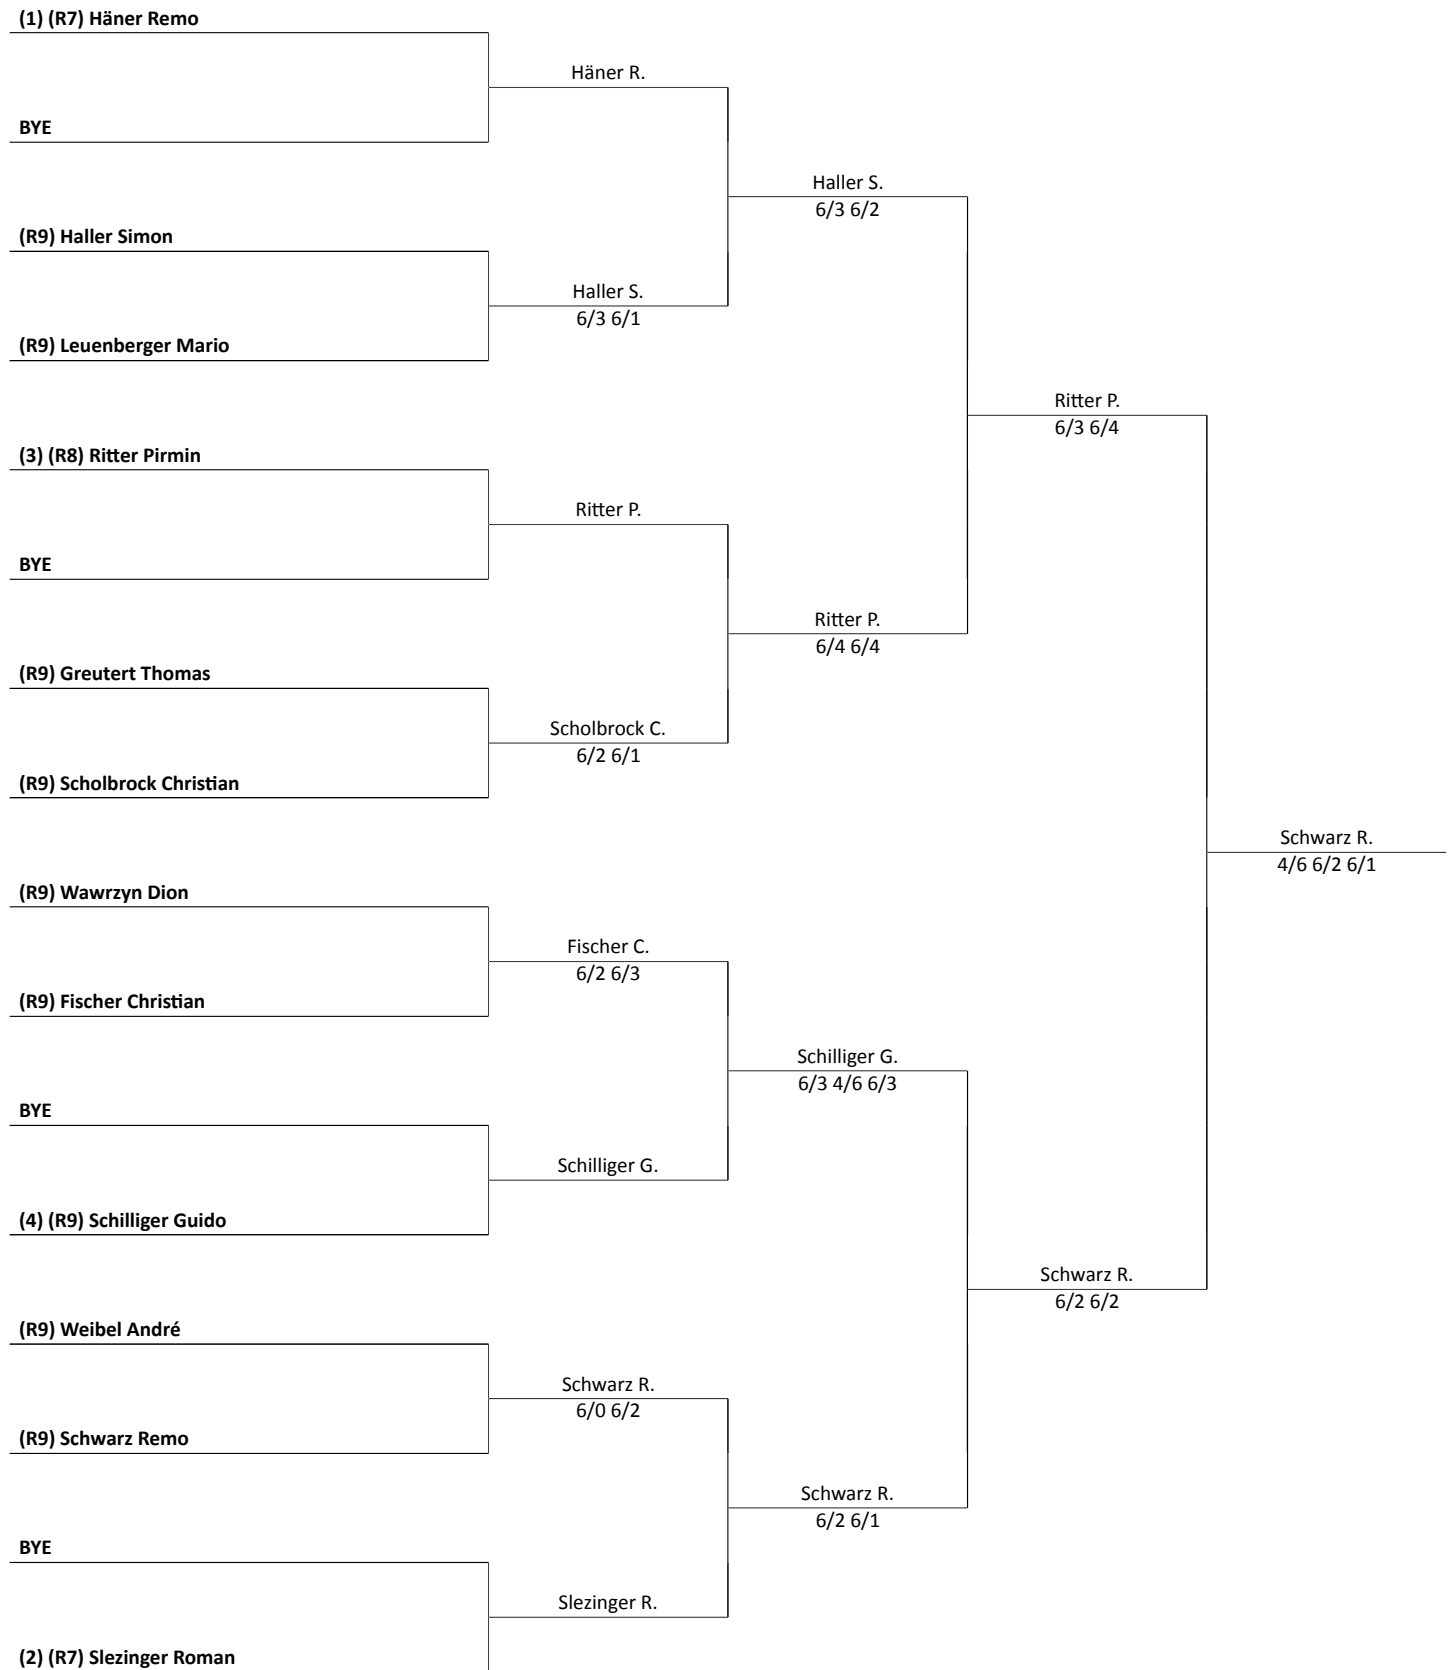 (1) (R7) Häner Remo
Häner R.
BYE
Haller S.
6/3 6/2
(R9) Haller Simon
Haller S.
6/3 6/1
(R9) Leuenberger Mario
Ritter P.
6/3 6/4
(3) (R8) Ritter Pirmin
Ritter P.
BYE
Ritter P.
6/4 6/4
(R9) Greutert Thomas
Scholbrock C.
6/2 6/1
(R9) Scholbrock Christian
Schwarz R.
4/6 6/2 6/1
(R9) Wawrzyn Dion
Fischer C.
6/2 6/3
(R9) Fischer Christian
Schilliger G.
6/3 4/6 6/3
BYE
Schilliger G.
(4) (R9) Schilliger Guido
Schwarz R.
6/2 6/2
(R9) Weibel André
Schwarz R.
6/0 6/2
(R9) Schwarz Remo
Schwarz R.
6/2 6/1
BYE
Slezinger R.
(2) (R7) Slezinger Roman